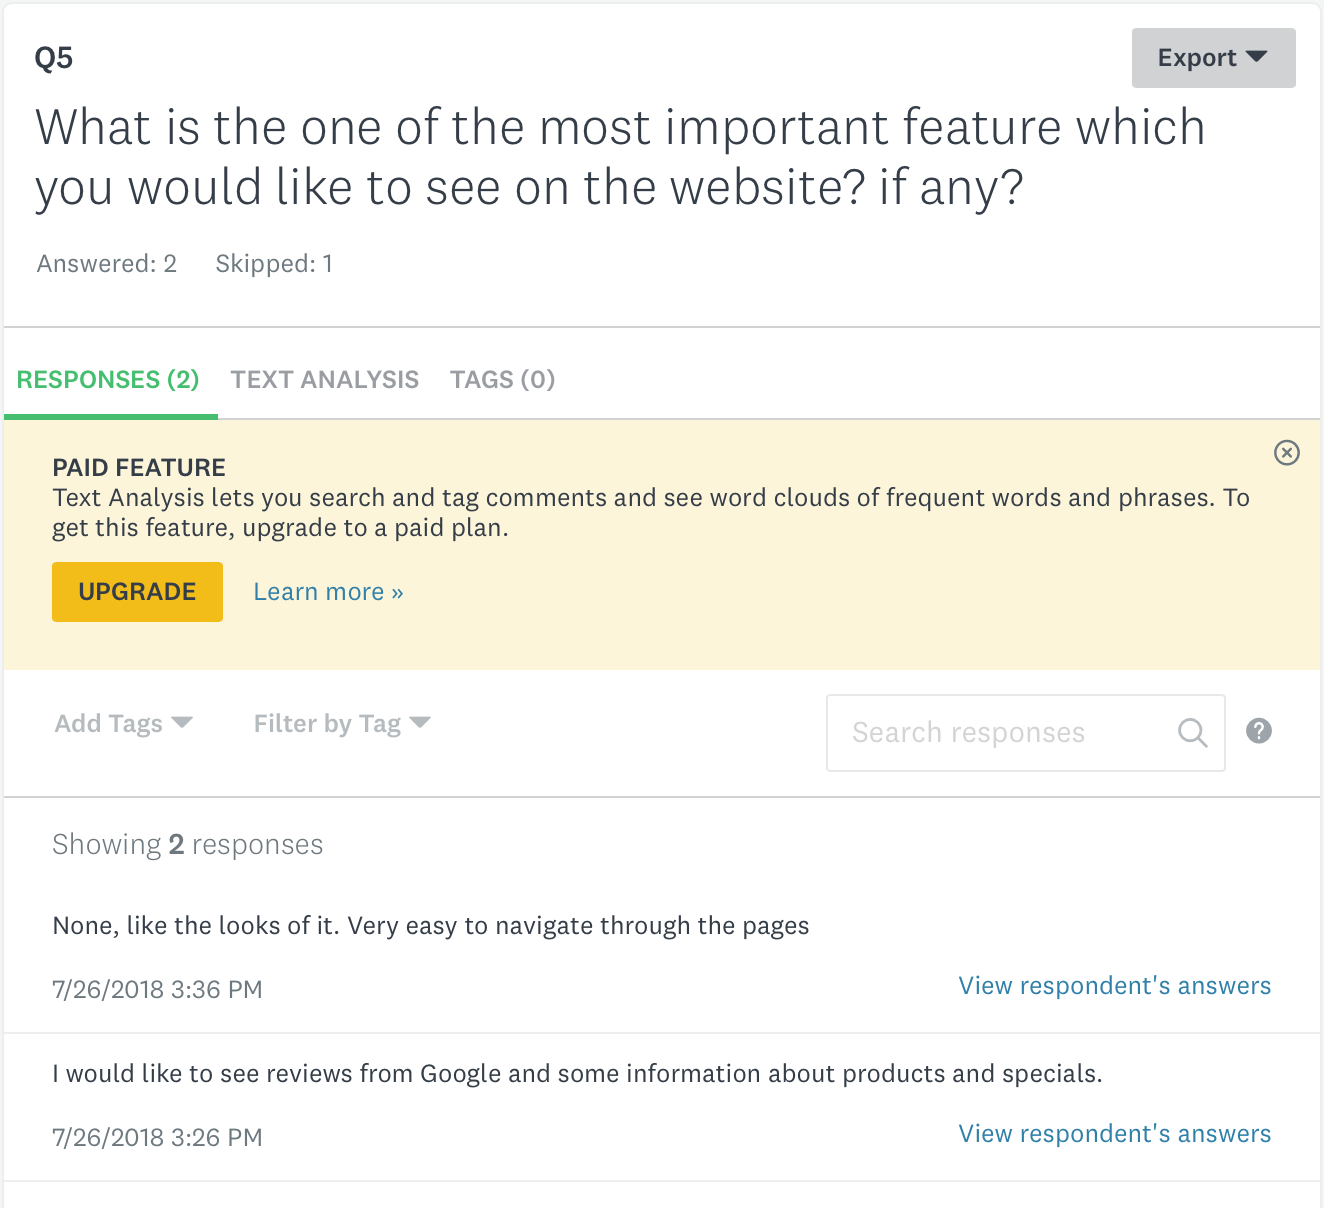 Q5
Export
What is the one of the most important feature which
you would like to see on the website? if any?
Answered: 2 Skipped: 1
RESPONSES (2) TEXT ANALYSIS TAGS (0)
PAID FEATURE
Text Analysis lets you search and tag comments and see word clouds of frequent words and phrases. To
get this feature, upgrade to a paid plan.
UPGRADE Learn more »
Add Tags Filter by Tag Search responses ?
Showing 2 responses
None, like the looks of it. Very easy to navigate through the pages
7/26/2018 3:36 PM View respondent's answers
I would like to see reviews from Google and some information about products and specials.
7/26/2018 3:26 PM View respondent's answers